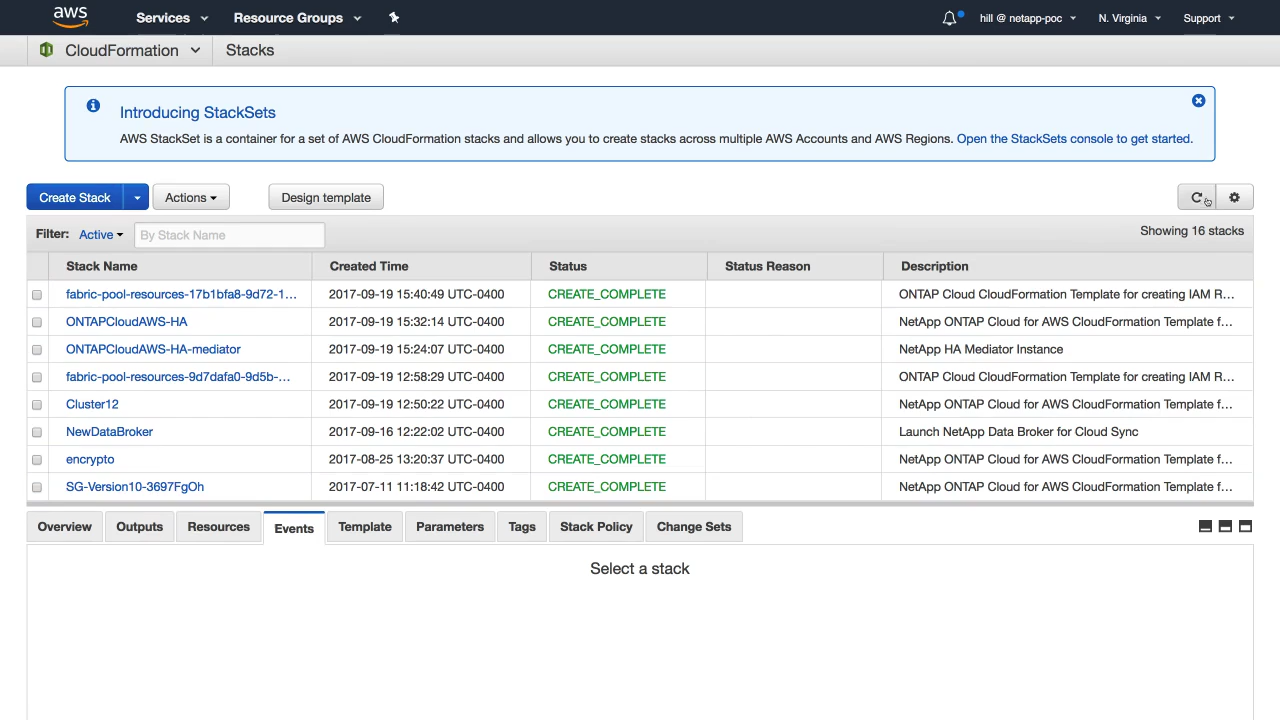 aws Services Resource Groups hill @ netapp-poc N. Virginia Support
CloudFormation Stacks
Introducing StackSets
AWS StackSet is a container for a set of AWS CloudFormation stacks and allows you to create stacks across multiple AWS Accounts and AWS Regions. Open the StackSets console to get started.
Create Stack Actions Design template
Filter: Active By Stack Name Showing 16 stacks
Stack Name Created Time Status Status Reason Description
fabric-pool-resources-17b1bfa8-9d72-1... 2017-09-19 15:40:49 UTC-0400 CREATE_COMPLETE ONTAP Cloud CloudFormation Template for creating IAM R...
ONTAPCloudAWS-HA 2017-09-19 15:32:14 UTC-0400 CREATE_COMPLETE NetApp ONTAP Cloud for AWS CloudFormation Template f...
ONTAPCloudAWS-HA-mediator 2017-09-19 15:24:07 UTC-0400 CREATE_COMPLETE NetApp HA Mediator Instance
fabric-pool-resources-9d7dafa0-9d5b-... 2017-09-19 12:58:29 UTC-0400 CREATE_COMPLETE ONTAP Cloud CloudFormation Template for creating IAM R...
Cluster12 2017-09-19 12:50:22 UTC-0400 CREATE_COMPLETE NetApp ONTAP Cloud for AWS CloudFormation Template f...
NewDataBroker 2017-09-16 12:22:02 UTC-0400 CREATE_COMPLETE Launch NetApp Data Broker for Cloud Sync
encrypto 2017-08-25 13:20:37 UTC-0400 CREATE_COMPLETE NetApp ONTAP Cloud for AWS CloudFormation Template f...
SG-Version10-3697FgOh 2017-07-11 11:18:42 UTC-0400 CREATE_COMPLETE NetApp ONTAP Cloud for AWS CloudFormation Template f...
Overview Outputs Resources Events Template Parameters Tags Stack Policy Change Sets
Select a stack